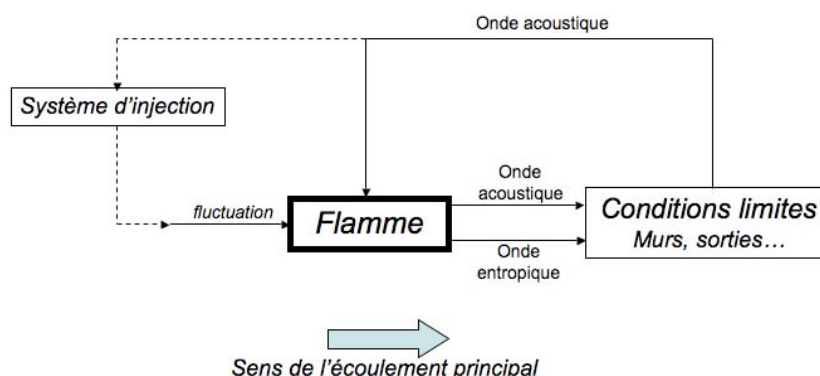 Onde acoustique
Système d'injection
fluctuation
Flamme
Onde
acoustique
Onde
entropique
Conditions limites
Murs, sorties...
Sens de l'écoulement principal